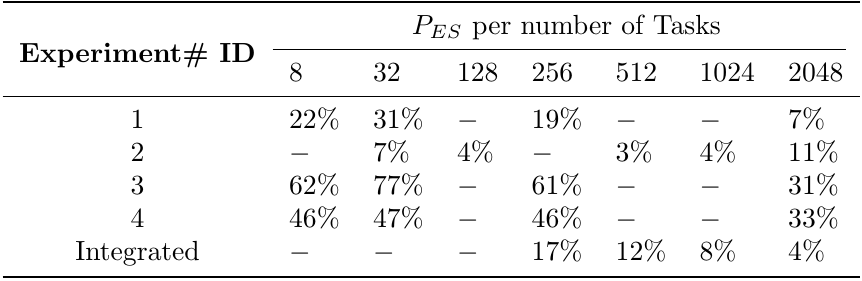 P_ES per number of Tasks
Experiment# ID
8 32 128 256 512 1024 2048
1 22% 31% − 19% − − 7%
2 − 7% 4% − 3% 4% 11%
3 62% 77% − 61% − − 31%
4 46% 47% − 46% − − 33%
Integrated − − − 17% 12% 8% 4%